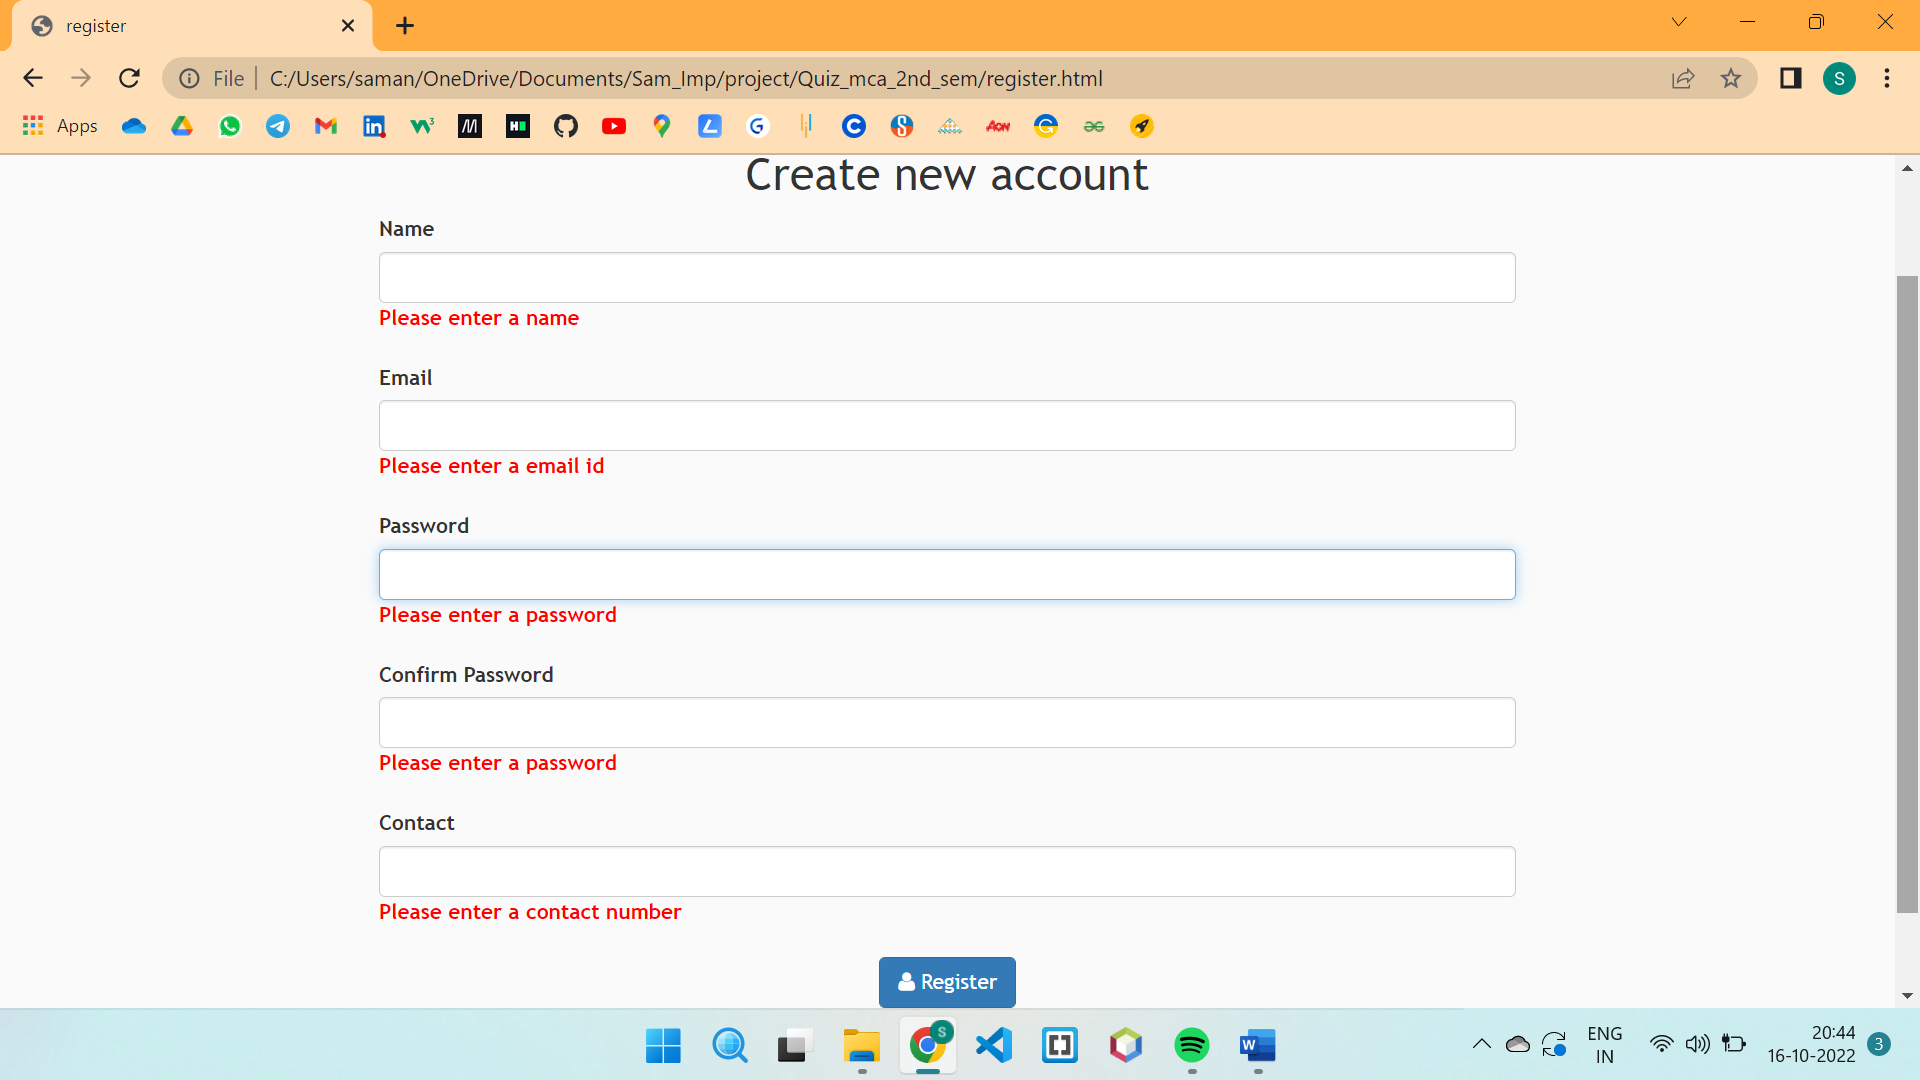 register
File C:/Users/saman/OneDrive/Documents/Sam_Imp/project/Quiz_mca_2nd_sem/register.html
S
Apps
Create new account
Name
Please enter a name
Email
Please enter a email id
Password
Please enter a password
Confirm Password
Please enter a password
Contact
Please enter a contact number
Register
ENG
IN
20:44
16-10-2022
3